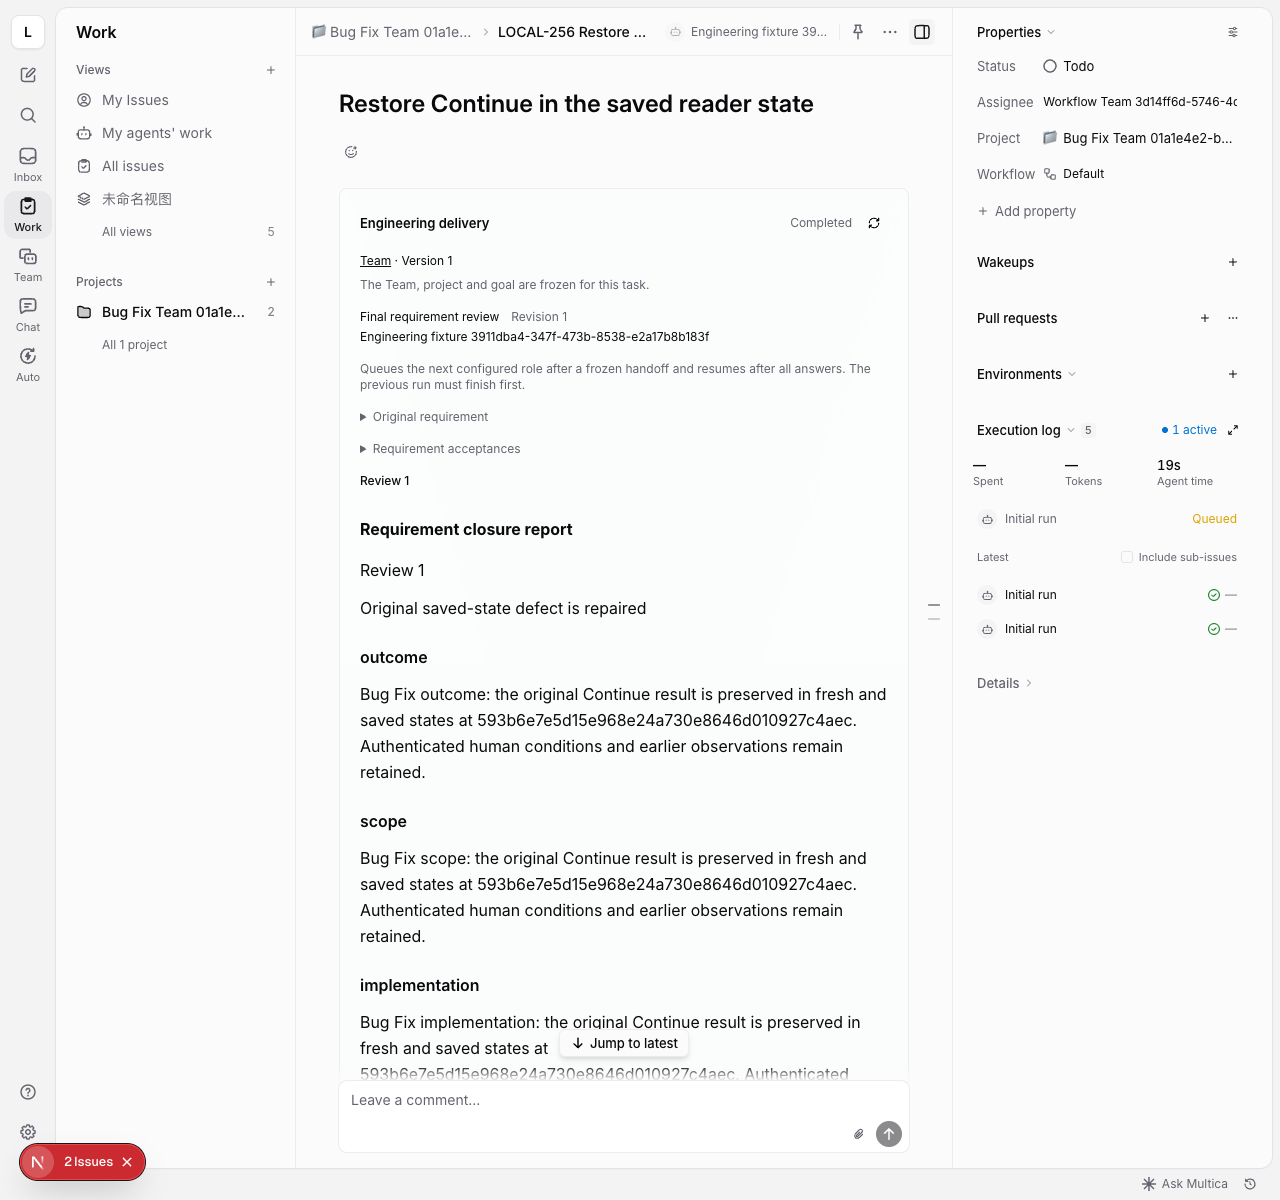 L
Inbox
Work
Team
Chat
Auto
Work
Views
My Issues
My agents' work
All issues
未命名视图
All views 5
Projects
Bug Fix Team 01a1e... 2
All 1 project
Bug Fix Team 01a1e... LOCAL-256 Restore ... Engineering fixture 39...
Restore Continue in the saved reader state
Engineering delivery Completed
Team · Version 1
The Team, project and goal are frozen for this task.
Final requirement review Revision 1
Engineering fixture 3911dba4-347f-473b-8538-e2a17b8b183f
Queues the next configured role after a frozen handoff and resumes after all answers. The
previous run must finish first.
Original requirement
Requirement acceptances
Review 1
Requirement closure report
Review 1
Original saved-state defect is repaired
outcome
Bug Fix outcome: the original Continue result is preserved in fresh and
saved states at 593b6e7e5d15e968e24a730e8646d010927c4aec.
Authenticated human conditions and earlier observations remain
retained.
scope
Bug Fix scope: the original Continue result is preserved in fresh and
saved states at 593b6e7e5d15e968e24a730e8646d010927c4aec.
Authenticated human conditions and earlier observations remain
retained.
implementation
Bug Fix implementation: the original Continue result is preserved in
fresh and saved states at
593b6e7e5d15e968e24a730e8646d010927c4aec. Authenticated
Jump to latest
Leave a comment...
Properties
Status Todo
Assignee Workflow Team 3d14ff6d-5746-4c
Project Bug Fix Team 01a1e4e2-b...
Workflow Default
Add property
Wakeups
Pull requests
Environments
Execution log 5 1 active
— — 19s
Spent Tokens Agent time
Initial run Queued
Latest Include sub-issues
Initial run —
Initial run —
Details
N 2 Issues
Ask Multica